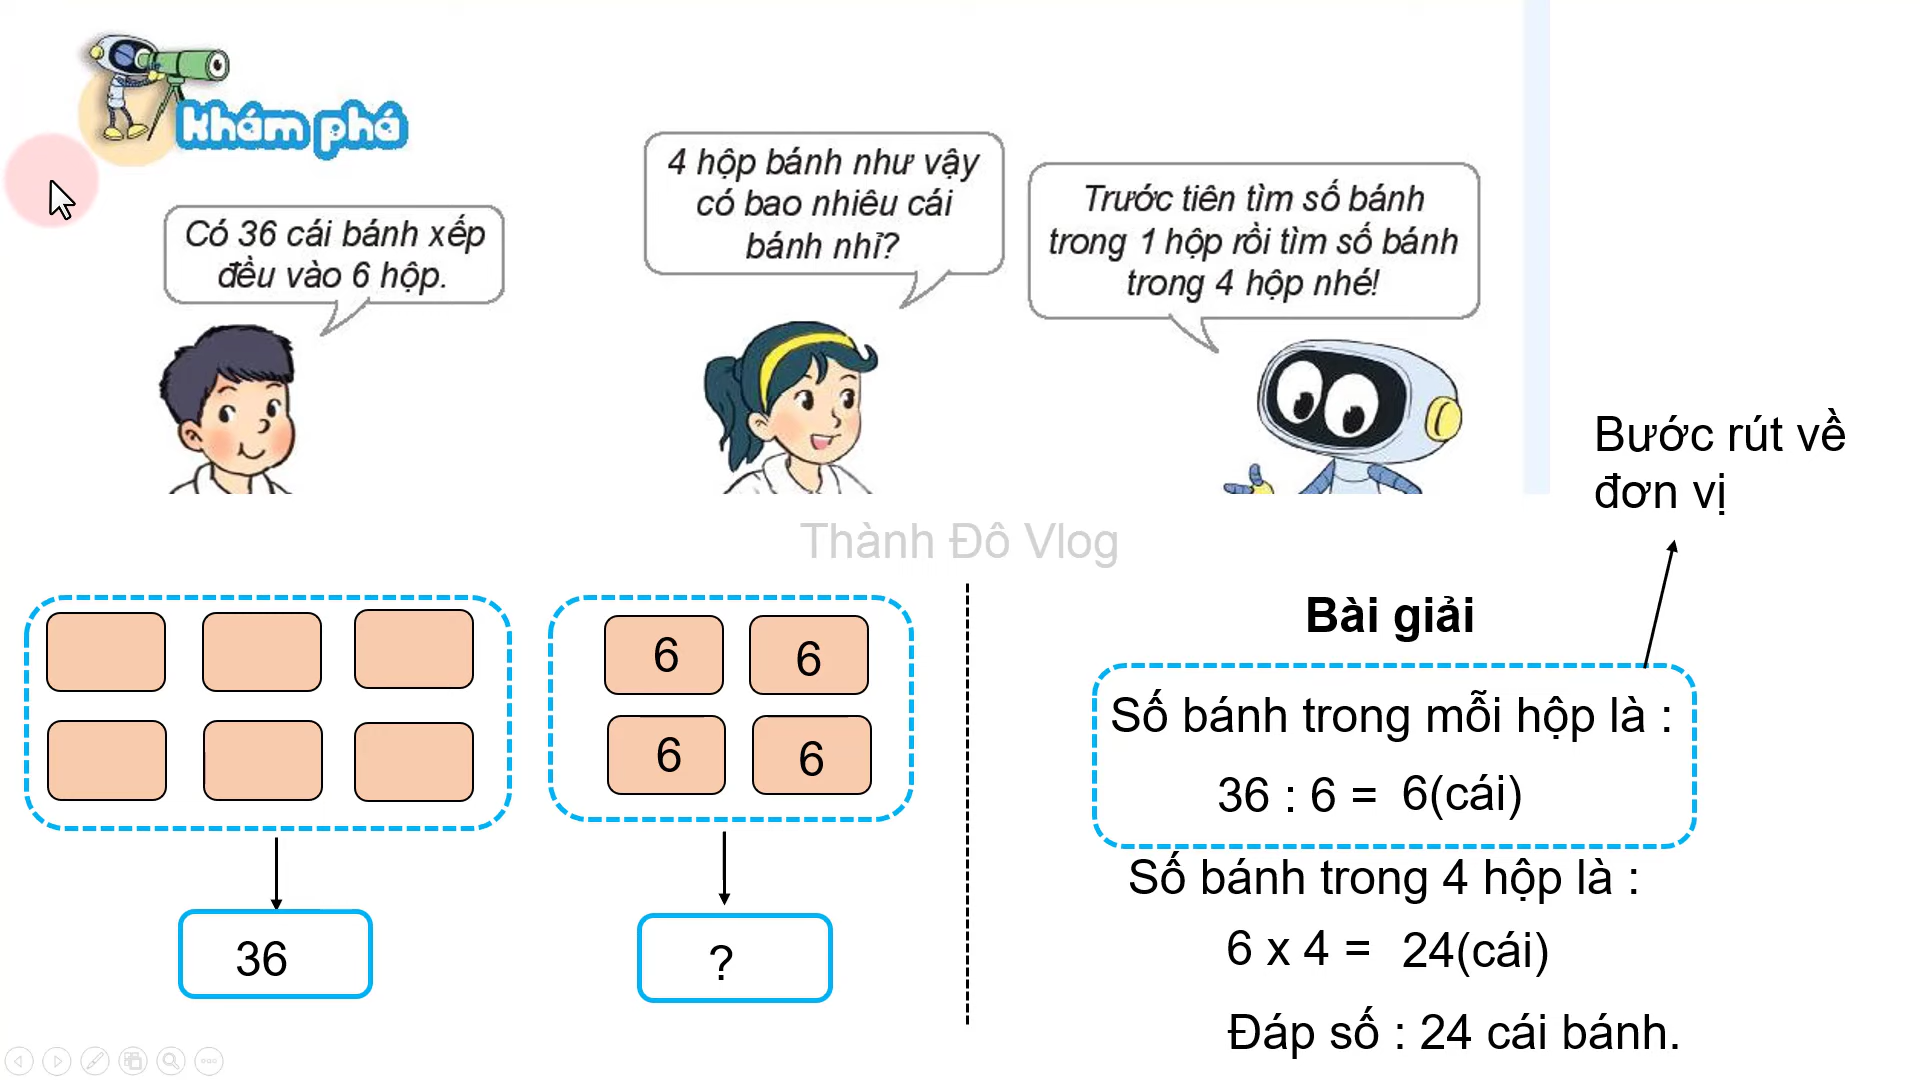 khám phá
Có 36 cái bánh xếp
đều vào 6 hộp.
4 hộp bánh như vậy
có bao nhiêu cái
bánh nhỉ?
Trước tiên tìm số bánh
trong 1 hộp rồi tìm số bánh
trong 4 hộp nhé!
Bước rút về
đơn vị
Thành Đô Vlog
6 6
6 6
36
?
Bài giải
Số bánh trong mỗi hộp là :
36 : 6 = 6(cái)
Số bánh trong 4 hộp là :
6 x 4 = 24(cái)
Đáp số : 24 cái bánh.